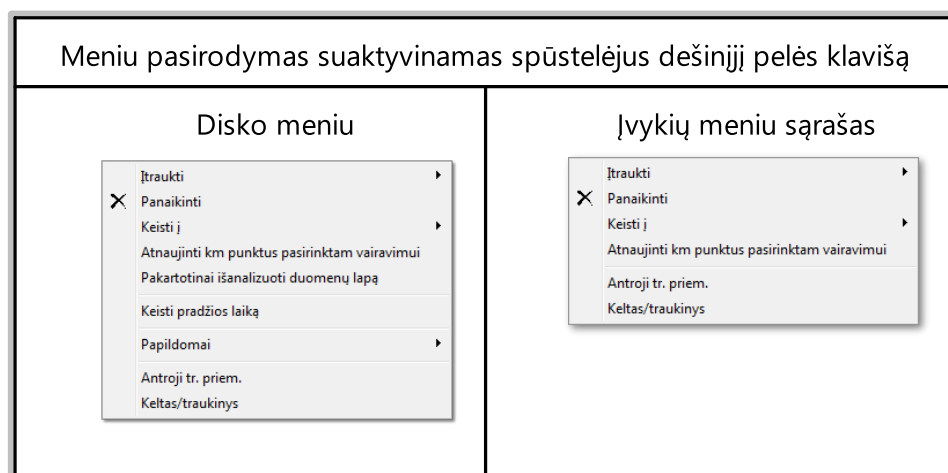 Meniu pasirodymas suaktyvinamas spūstelėjus dešinįjį pelės klavišą
Disko meniu
Įtraukti
Panaikinti
Keisti į
Atnaujinti km punktus pasirinktam vairavimui
Pakartotinai išanalizuoti duomenų lapą
Keisti pradžios laiką
Papildomai
Antroji tr. priem.
Keltas/traukinys
Įvykių meniu sąrašas
Įtraukti
Panaikinti
Keisti į
Atnaujinti km punktus pasirinktam vairavimui
Antroji tr. priem.
Keltas/traukinys